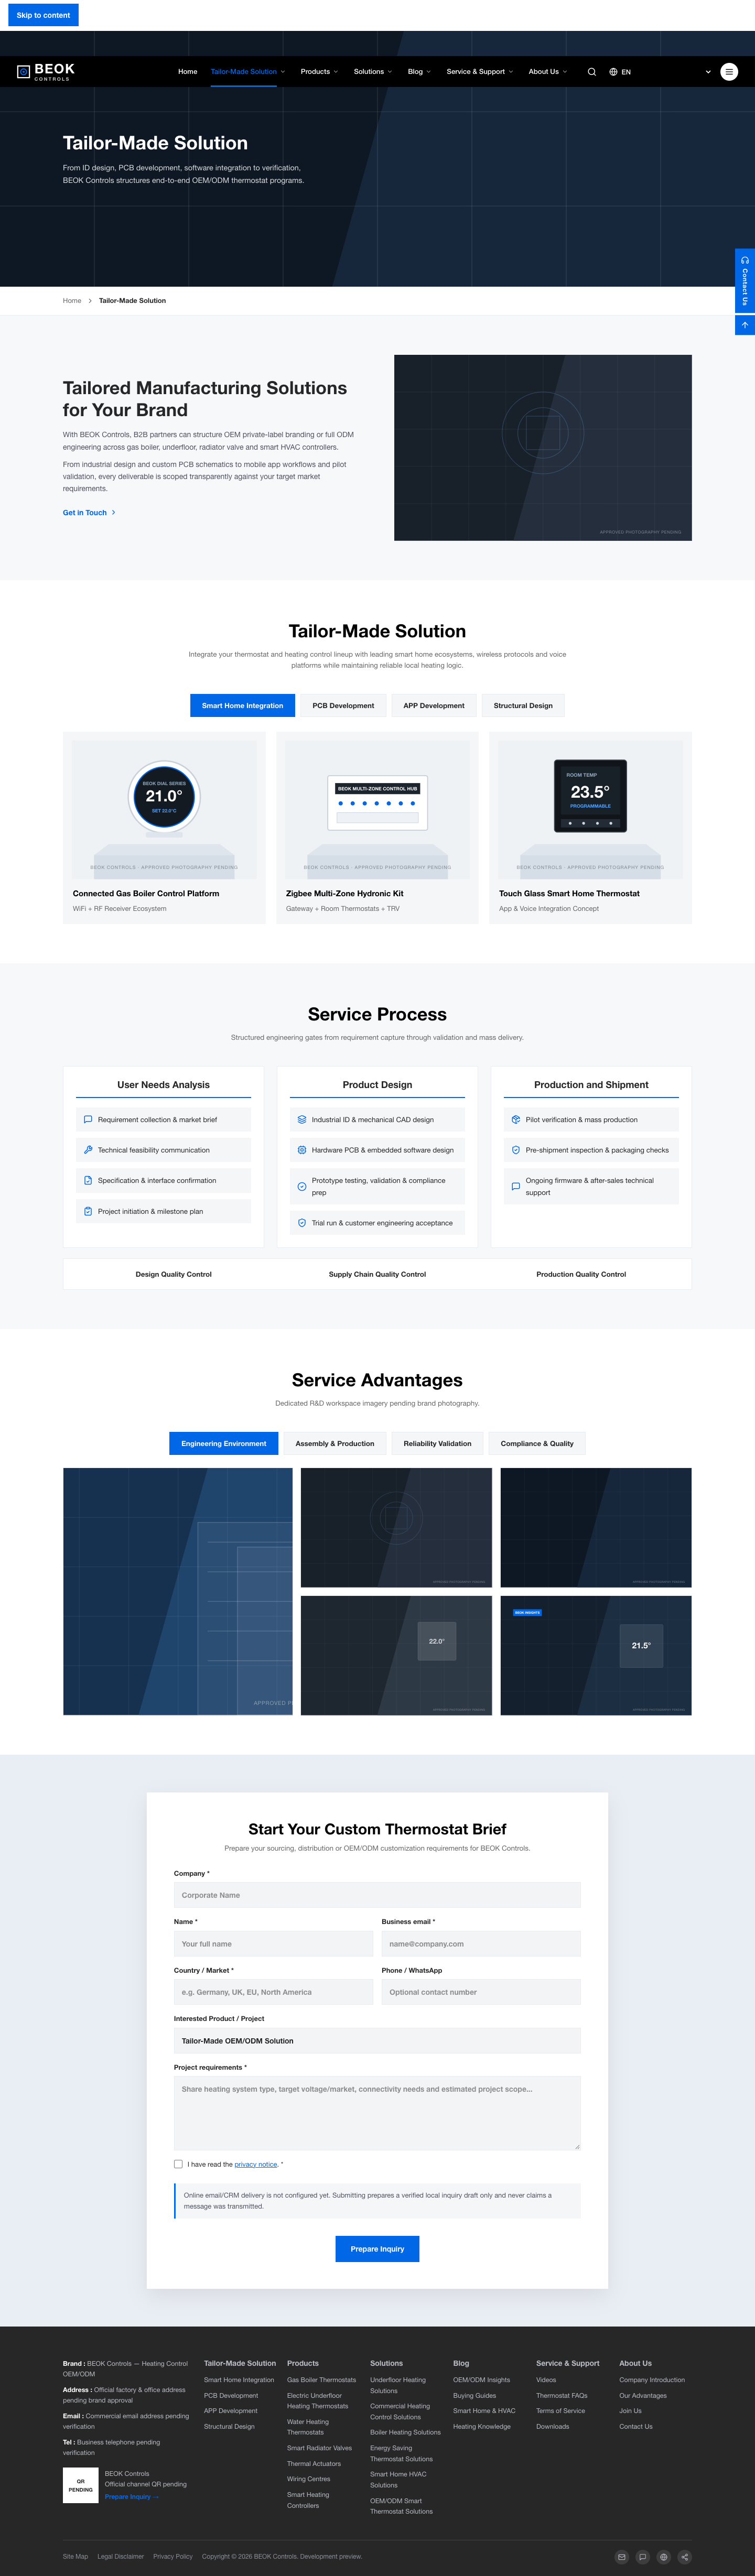 Skip to content
BEOK
CONTROLS
Home
Tailor-Made Solution
Products
Solutions
Blog
Service & Support
About Us
EN
Tailor-Made Solution
From ID design, PCB development, software integration to verification,
BEOK Controls structures end-to-end OEM/ODM thermostat programs.
Contact Us
Home
Tailor-Made Solution
Tailored Manufacturing Solutions
for Your Brand
With BEOK Controls, B2B partners can structure OEM private-label branding or full ODM
engineering across gas boiler, underfloor, radiator valve and smart HVAC controllers.
From industrial design and custom PCB schematics to mobile app workflows and pilot
validation, every deliverable is scoped transparently against your target market
requirements.
Get in Touch
APPROVED PHOTOGRAPHY PENDING
Tailor-Made Solution
Integrate your thermostat and heating control lineup with leading smart home ecosystems, wireless protocols and voice
platforms while maintaining reliable local heating logic.
Smart Home Integration
PCB Development
APP Development
Structural Design
BEOK DIAL SERIES
21.0°
SET 22.0°C
BEOK CONTROLS · APPROVED PHOTOGRAPHY PENDING
Connected Gas Boiler Control Platform
WiFi + RF Receiver Ecosystem
BEOK MULTI-ZONE CONTROL HUB
BEOK CONTROLS · APPROVED PHOTOGRAPHY PENDING
Zigbee Multi-Zone Hydronic Kit
Gateway + Room Thermostats + TRV
ROOM TEMP
23.5°
PROGRAMMABLE
BEOK CONTROLS · APPROVED PHOTOGRAPHY PENDING
Touch Glass Smart Home Thermostat
App & Voice Integration Concept
Service Process
Structured engineering gates from requirement capture through validation and mass delivery.
User Needs Analysis
Requirement collection & market brief
Technical feasibility communication
Specification & interface confirmation
Project initiation & milestone plan
Product Design
Industrial ID & mechanical CAD design
Hardware PCB & embedded software design
Prototype testing, validation & compliance
prep
Trial run & customer engineering acceptance
Production and Shipment
Pilot verification & mass production
Pre-shipment inspection & packaging checks
Ongoing firmware & after-sales technical
support
Design Quality Control
Supply Chain Quality Control
Production Quality Control
Service Advantages
Dedicated R&D workspace imagery pending brand photography.
Engineering Environment
Assembly & Production
Reliability Validation
Compliance & Quality
APPROVED P
APPROVED PHOTOGRAPHY PENDING
APPROVED PHOTOGRAPHY PENDING
22.0°
APPROVED PHOTOGRAPHY PENDING
BEOK INSIGHTS
21.5°
APPROVED PHOTOGRAPHY PENDING
Start Your Custom Thermostat Brief
Prepare your sourcing, distribution or OEM/ODM customization requirements for BEOK Controls.
Company *
Corporate Name
Name *
Your full name
Business email *
name@company.com
Country / Market *
e.g. Germany, UK, EU, North America
Phone / WhatsApp
Optional contact number
Interested Product / Project
Tailor-Made OEM/ODM Solution
Project requirements *
Share heating system type, target voltage/market, connectivity needs and estimated project scope...
I have read the privacy notice. *
Online email/CRM delivery is not configured yet. Submitting prepares a verified local inquiry draft only and never claims a
message was transmitted.
Prepare Inquiry
Brand : BEOK Controls — Heating Control
OEM/ODM
Address : Official factory & office address
pending brand approval
Email : Commercial email address pending
verification
Tel : Business telephone pending
verification
QR
PENDING
BEOK Controls
Official channel QR pending
Prepare Inquiry →
Tailor-Made Solution
Smart Home Integration
PCB Development
APP Development
Structural Design
Products
Gas Boiler Thermostats
Electric Underfloor
Heating Thermostats
Water Heating
Thermostats
Smart Radiator Valves
Thermal Actuators
Wiring Centres
Smart Heating
Controllers
Solutions
Underfloor Heating
Solutions
Commercial Heating
Control Solutions
Boiler Heating Solutions
Energy Saving
Thermostat Solutions
Smart Home HVAC
Solutions
OEM/ODM Smart
Thermostat Solutions
Blog
OEM/ODM Insights
Buying Guides
Smart Home & HVAC
Heating Knowledge
Service & Support
Videos
Thermostat FAQs
Terms of Service
Downloads
About Us
Company Introduction
Our Advantages
Join Us
Contact Us
Site Map
Legal Disclaimer
Privacy Policy
Copyright © 2026 BEOK Controls. Development preview.